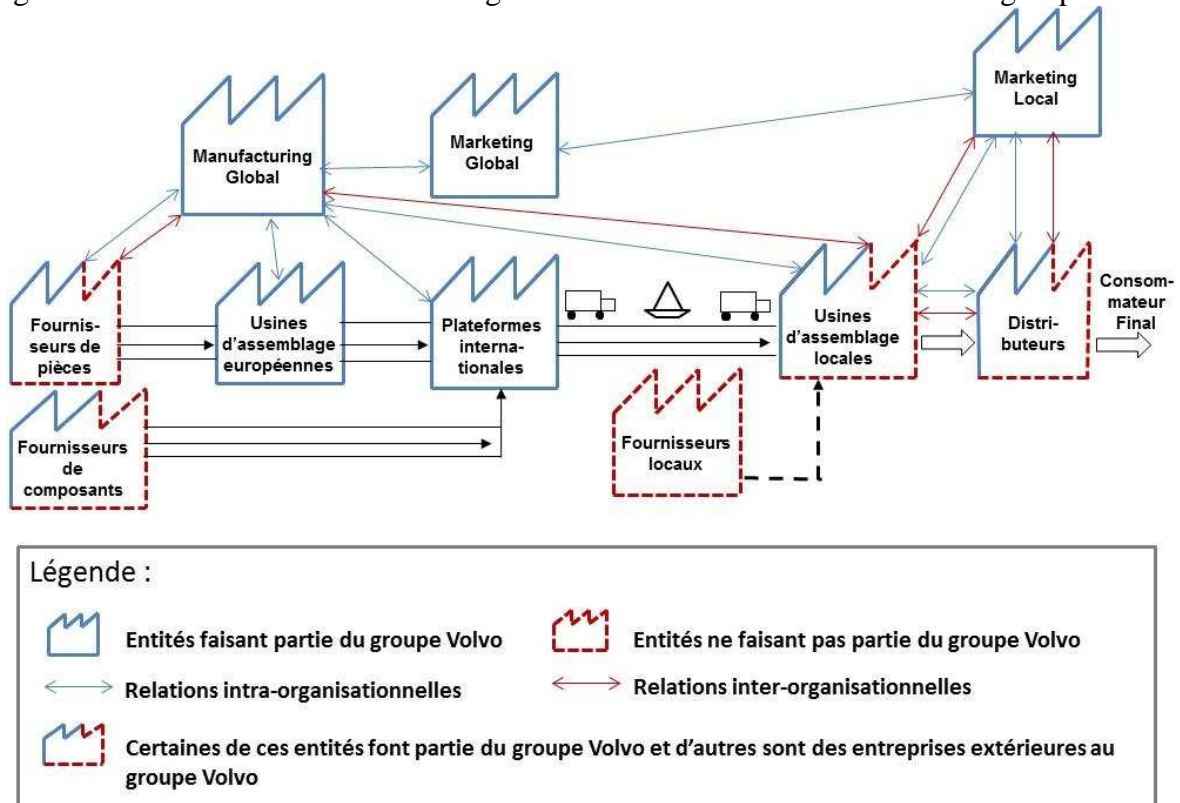 Marketing
Local
Marketing
Global
Manufacturing
Global
Fournis-
seurs de
pièces
Usines
d'assemblage
européennes
Plateformes
interna-
tionales
Usines
d'assemblage
locales
Distri-
buteurs
Consom-
mateur
Final
Fournisseurs
de
composants
Fournisseurs
locaux
Légende :
Entités faisant partie du groupe Volvo
Entités ne faisant pas partie du groupe Volvo
Relations intra-organisationnelles
Relations inter-organisationnelles
Certaines de ces entités font partie du groupe Volvo et d'autres sont des entreprises extérieures au
groupe Volvo